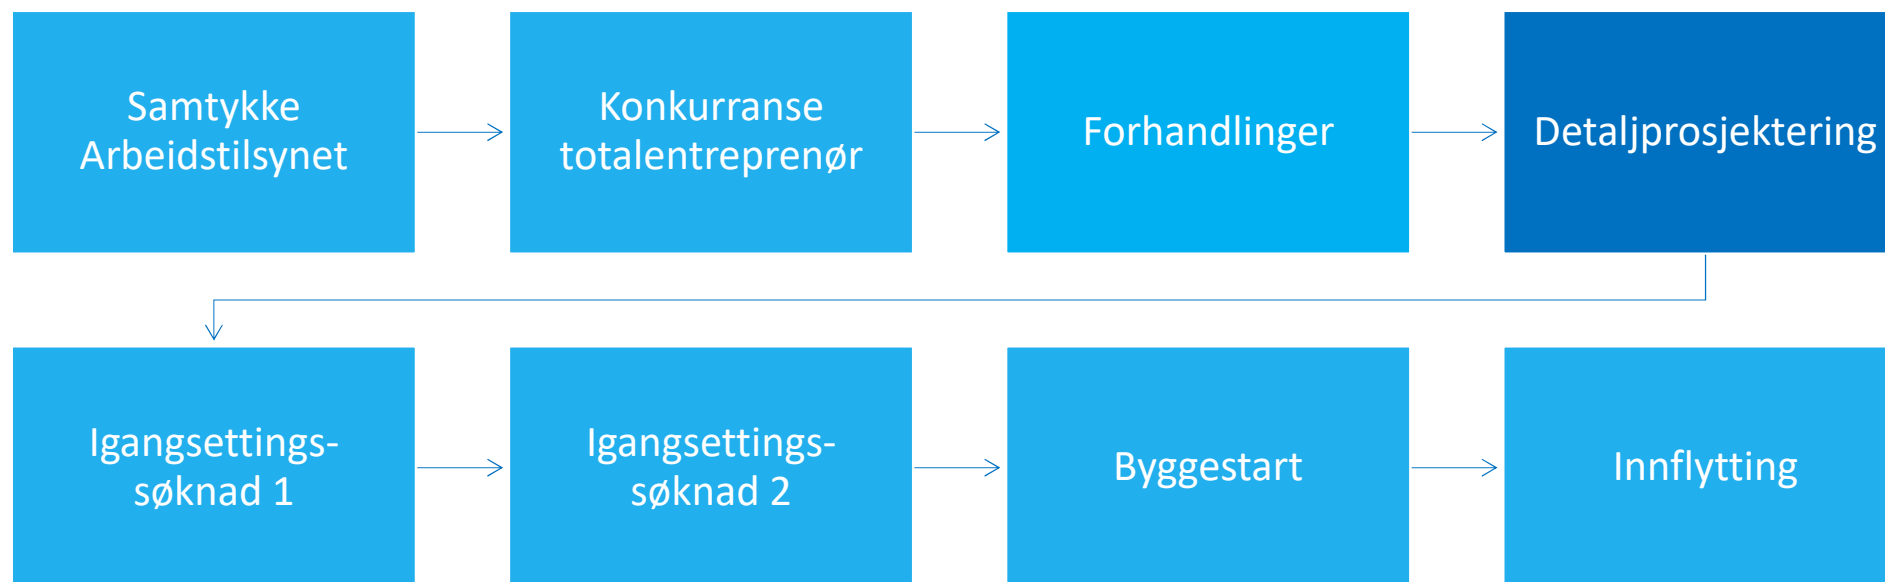 Samtykke
Arbeidstilsynet
Konkurranse
totalentreprenør
Forhandlinger
Detaljprosjektering
Igangsettings-
søknad 1
Igangsettings-
søknad 2
Byggestart
Innflytting